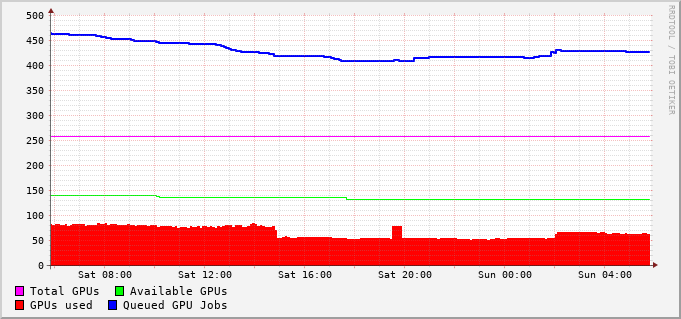 500
450
400
350
300
250
200
150
100
50
0
Sat 08:00 Sat 12:00 Sat 16:00 Sat 20:00 Sun 00:00 Sun 04:00
Total GPUs Available GPUs
GPUs used Queued GPU Jobs
RRDTOOL / TOBI OETIKER